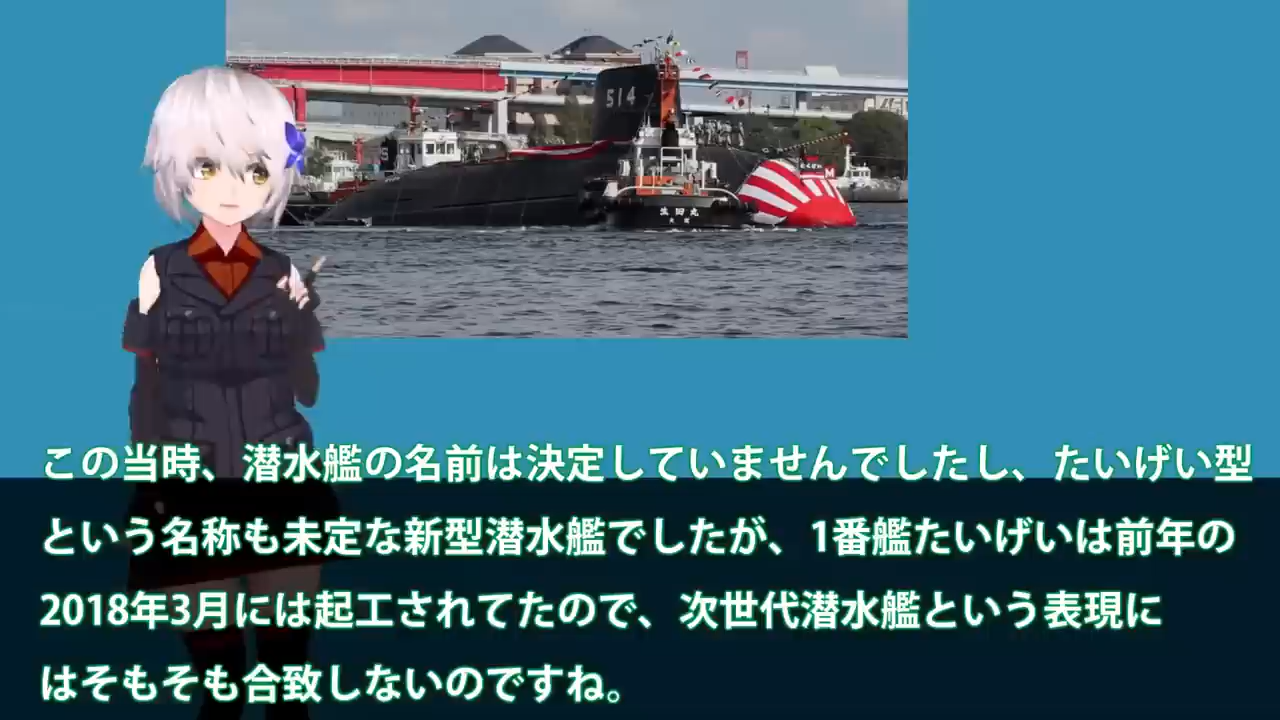 514
S
生田丸
M
この当時、潜水艦の名前は決定していませんでしたし、たいげい型
という名称も未定な新型潜水艦でしたが、1番艦たいげいは前年の
2018年3月には起工されてたので、次世代潜水艦という表現に
はそもそも合致しないのですね。